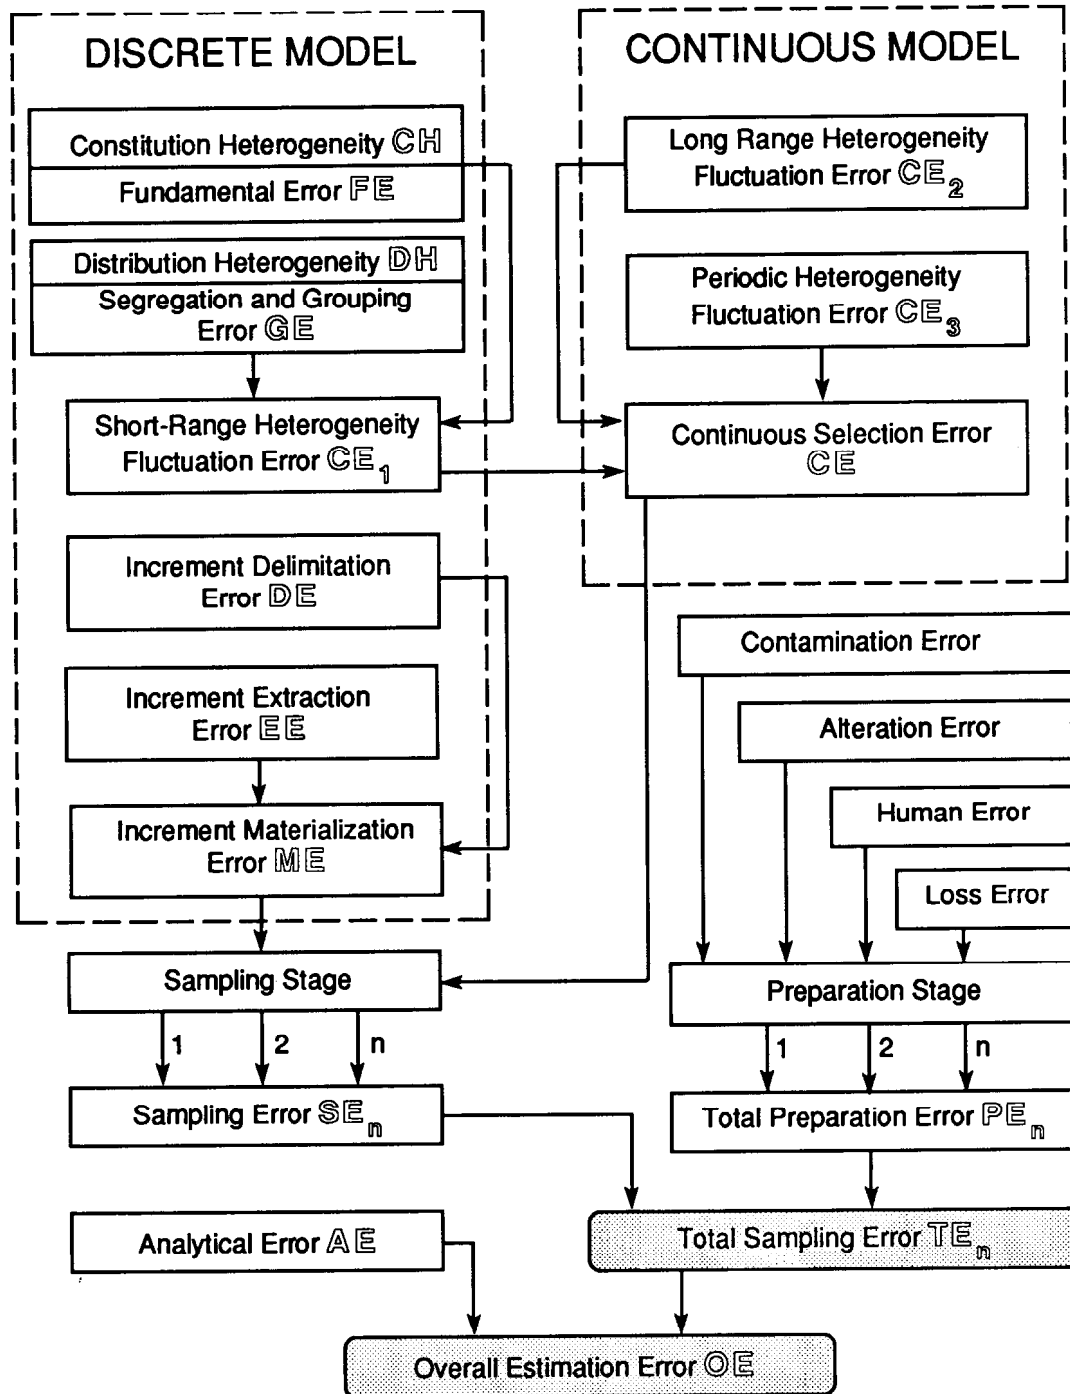 DISCRETE MODEL
Constitution Heterogeneity CH
Fundamental Error FE
Distribution Heterogeneity DH
Segregation and Grouping
Error GE
Short-Range Heterogeneity
Fluctuation Error CE1
Increment Delimitation
Error DE
Increment Extraction
Error EE
Increment Materialization
Error ME
CONTINUOUS MODEL
Long Range Heterogeneity
Fluctuation Error CE2
Periodic Heterogeneity
Fluctuation Error CE3
Continuous Selection Error
CE
Contamination Error
Alteration Error
Human Error
Loss Error
Sampling Stage
1 2 n
Sampling Error SEn
Preparation Stage
1 2 n
Total Preparation Error PEn
Analytical Error AE
Total Sampling Error TEn
Overall Estimation Error OE